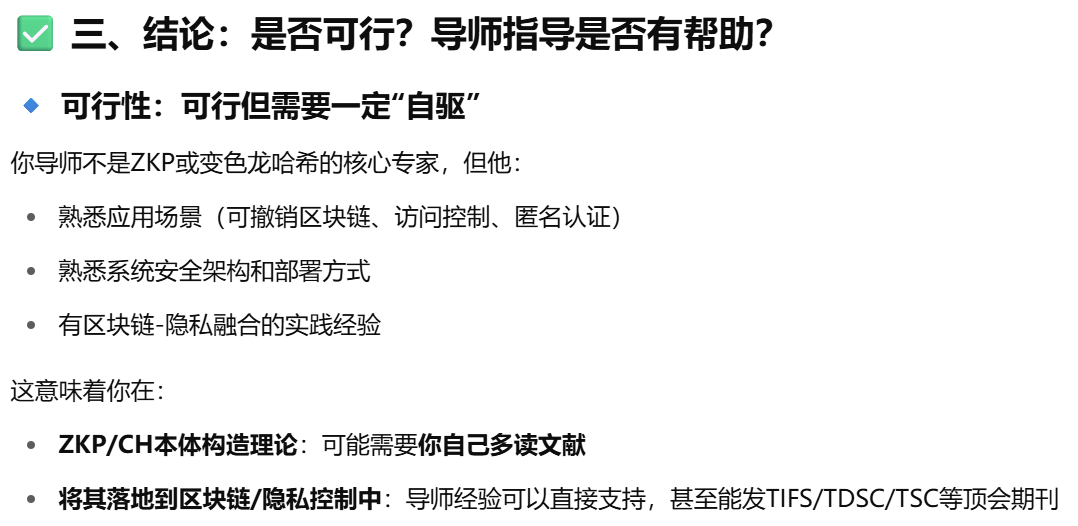 ✅ 三、结论：是否可行？导师指导是否有帮助？
🔹 可行性：可行但需要一定“自驱”
你导师不是ZKP或变色龙哈希的核心专家，但他：
• 熟悉应用场景（可撤销区块链、访问控制、匿名认证）
• 熟悉系统安全架构和部署方式
• 有区块链-隐私融合的实践经验
这意味着你在：
• ZKP/CH本体构造理论：可能需要你自己多读文献
• 将其落地到区块链/隐私控制中：导师经验可以直接支持，甚至能发TIFS/TDSC/TSC等顶会期刊